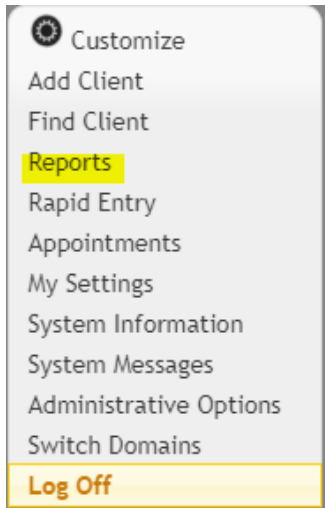 Customize
Add Client
Find Client
Reports
Rapid Entry
Appointments
My Settings
System Information
System Messages
Administrative Options
Switch Domains
Log Off